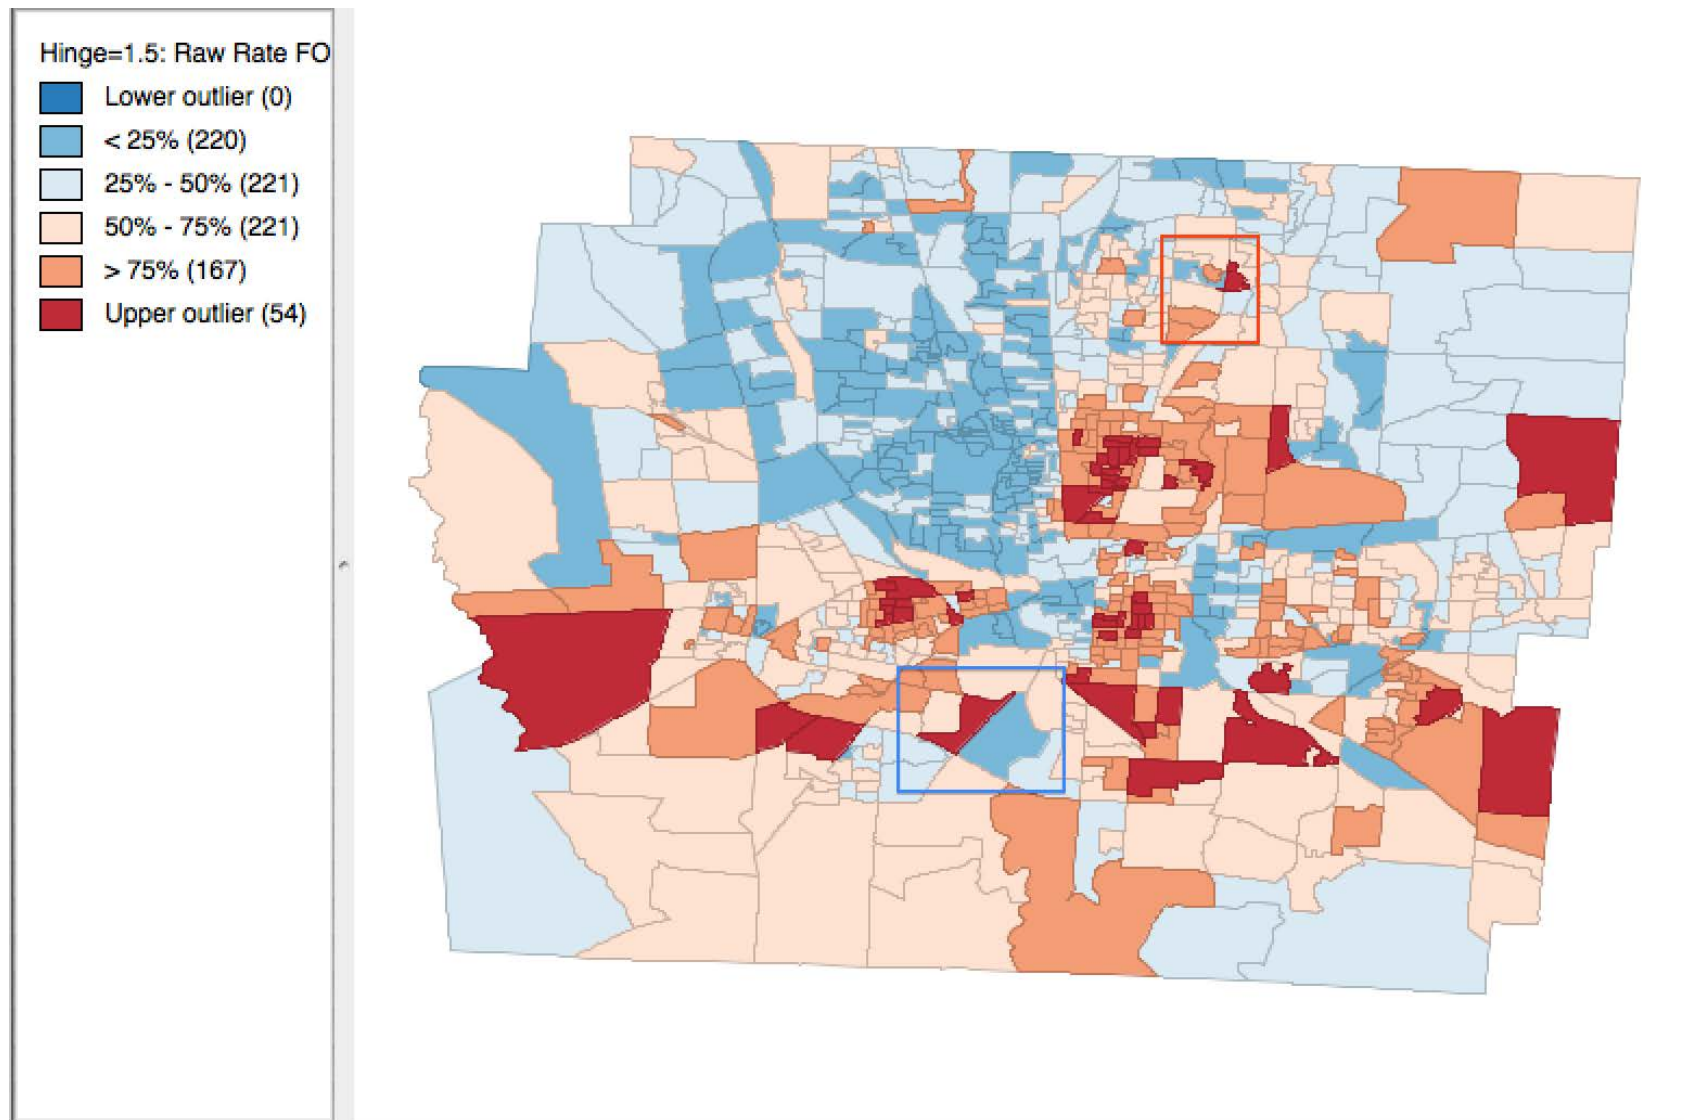 Hinge=1.5: Raw Rate FO
Lower outlier (0)
< 25% (220)
25% - 50% (221)
50% - 75% (221)
> 75% (167)
Upper outlier (54)